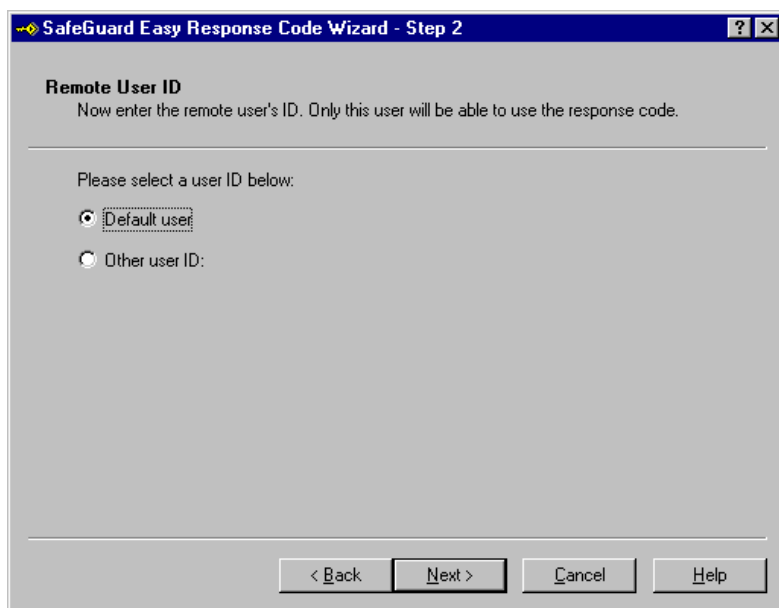 SafeGuard Easy Response Code Wizard - Step 2
Remote User ID
Now enter the remote user's ID. Only this user will be able to use the response code.
Please select a user ID below:
Default user
Other user ID:
< Back Next > Cancel Help